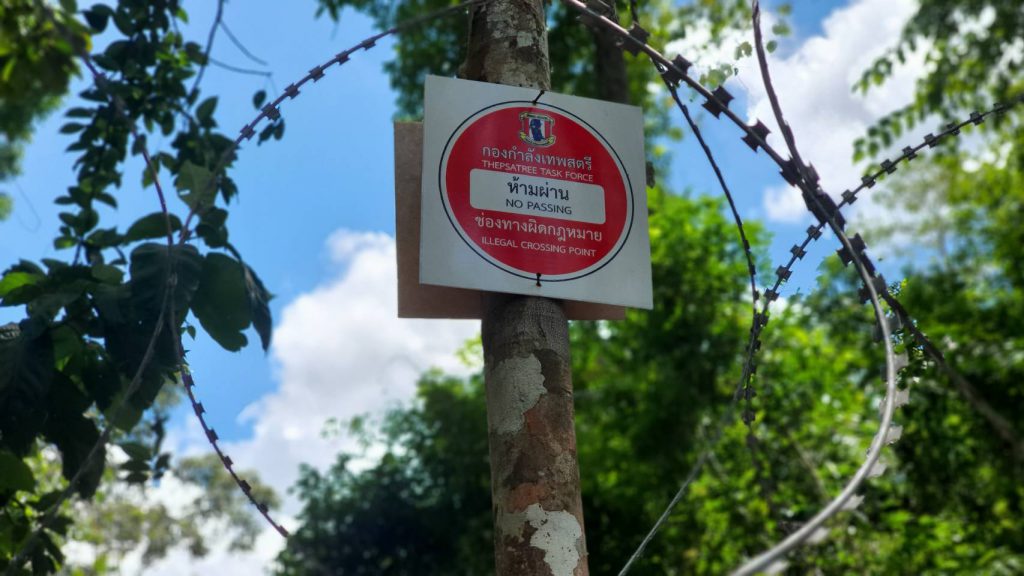 กองกำลังเทพสตรี
THEPSATREE TASK FORCE
ห้ามผ่าน
NO PASSING
ช่องทางผิดกฎหมาย
ILLEGAL CROSSING POINT